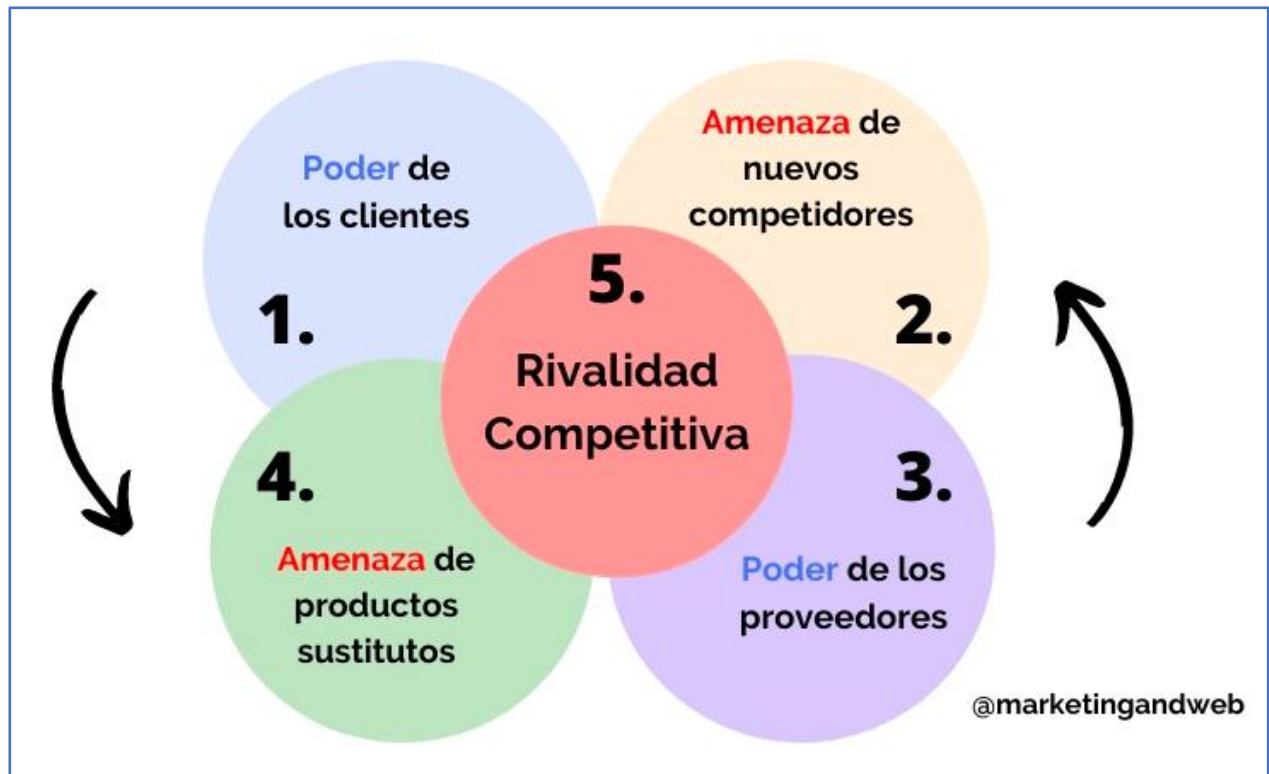 Poder de
los clientes
1.
Amenaza de
nuevos
competidores
2.
5.
Rivalidad
Competitiva
4.
Amenaza de
productos
sustitutos
3.
Poder de los
proveedores
@marketingandweb